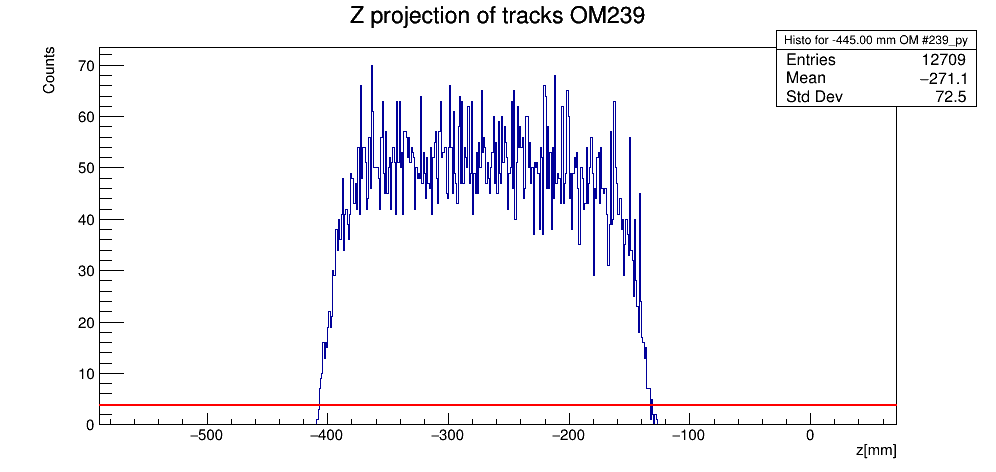 Z projection of tracks OM239
Histo for -445.00 mm OM #239_py
Entries 12709
Mean −271.1
Std Dev 72.5
Counts
70
60
50
40
30
20
10
0
−500 −400 −300 −200 −100 0
z[mm]